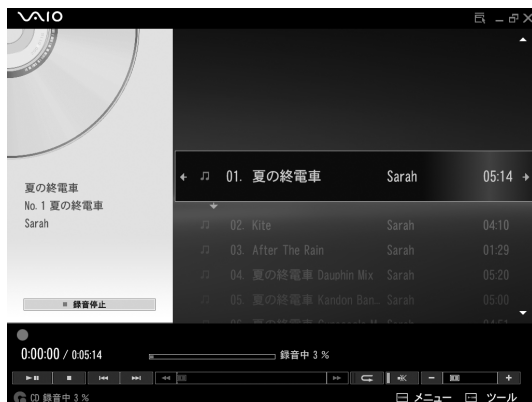 VAIO
夏の終電車
No. 1 夏の終電車
Sarah
録音停止
01. 夏の終電車 Sarah 05:14
02. Kite Sarah 04:10
03. After The Rain Sarah 01:29
04. 夏の終電車 Dauphin Mix Sarah 05:20
05. 夏の終電車 Kandon Ban.. Sarah 05:00
0:00:00 / 0:05:14
録音中 3 %
CD 録音中 3 %
メニュー
ツール